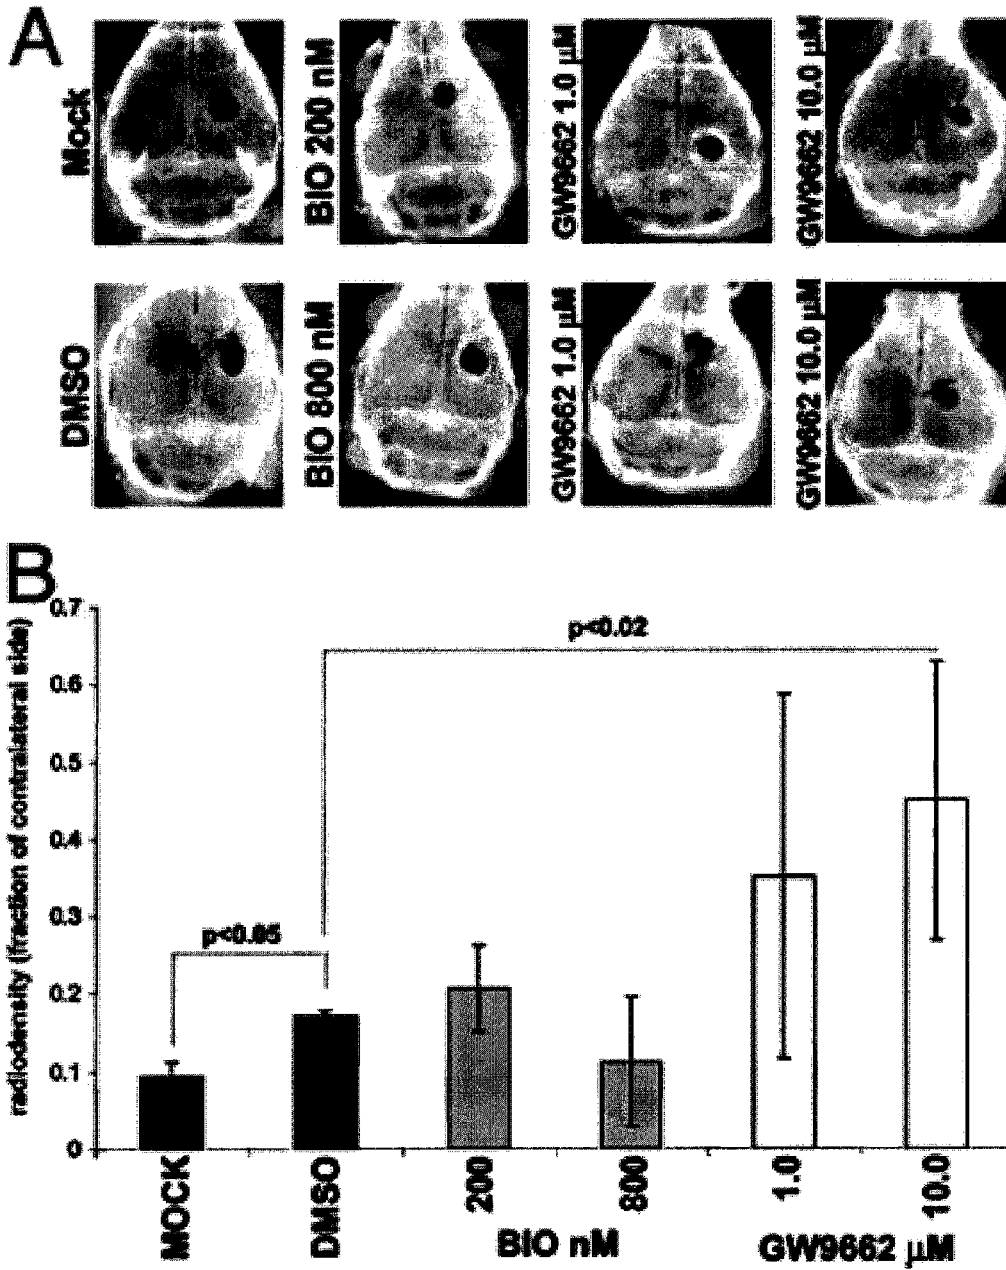 A
Mock
BIO 200 nM
GW9662 1.0 µM
GW9662 10.0 µM
DMSO
BIO 800 nM
GW9662 1.0 µM
GW9662 10.0 µM
B
radiodensity (fraction of contralateral side)
0.7
0.6
0.5
0.4
0.3
0.2
0.1
0
p<0.02
p<0.05
MOCK
DMSO
200
800
1.0
10.0
BIO nM
GW9662 µM